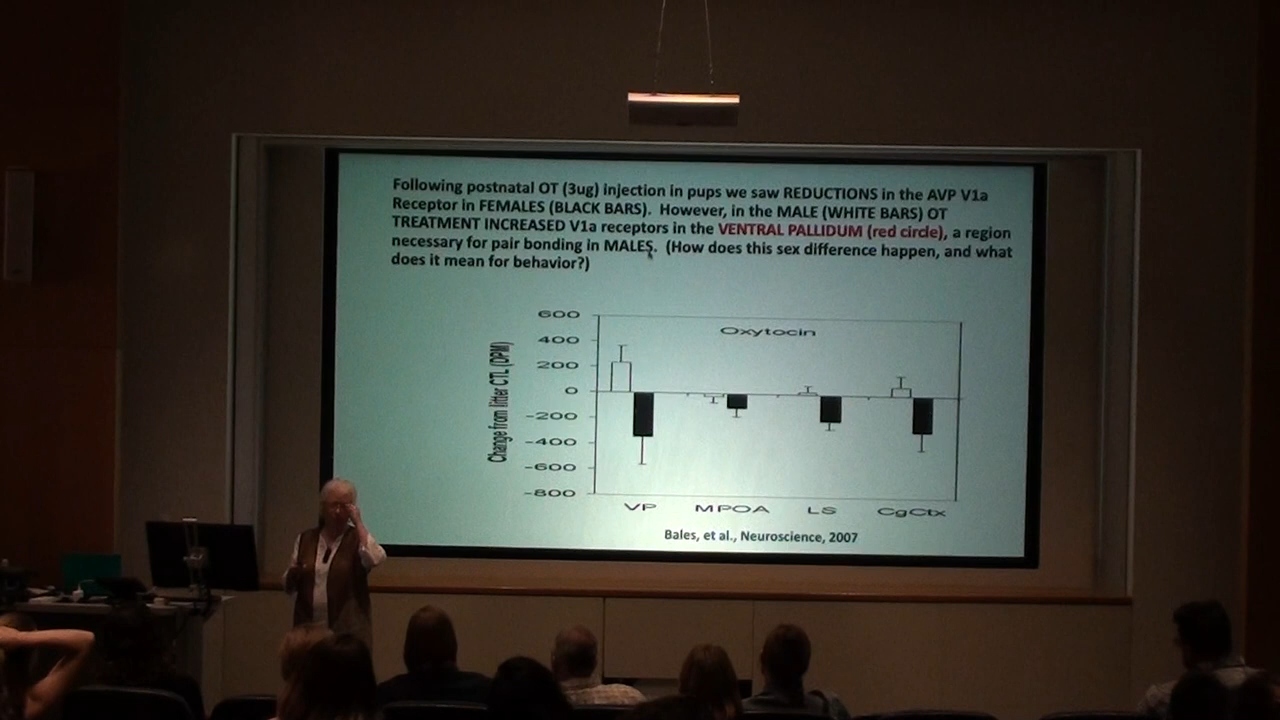 Following postnatal OT (3ug) injection in pups we saw REDUCTIONS in the AVP V1a
Receptor in FEMALES (BLACK BARS).  However, in the MALE (WHITE BARS) OT
TREATMENT INCREASED V1a receptors in the VENTRAL PALLIDUM (red circle), a region
necessary for pair bonding in MALES.  (How does this sex difference happen, and what
does it mean for behavior?)
Oxytocin
Change from litter CTL (DPM)
600
400
200
0
-200
-400
-600
-800
VP MPOA LS CgCtx
Bales, et al., Neuroscience, 2007